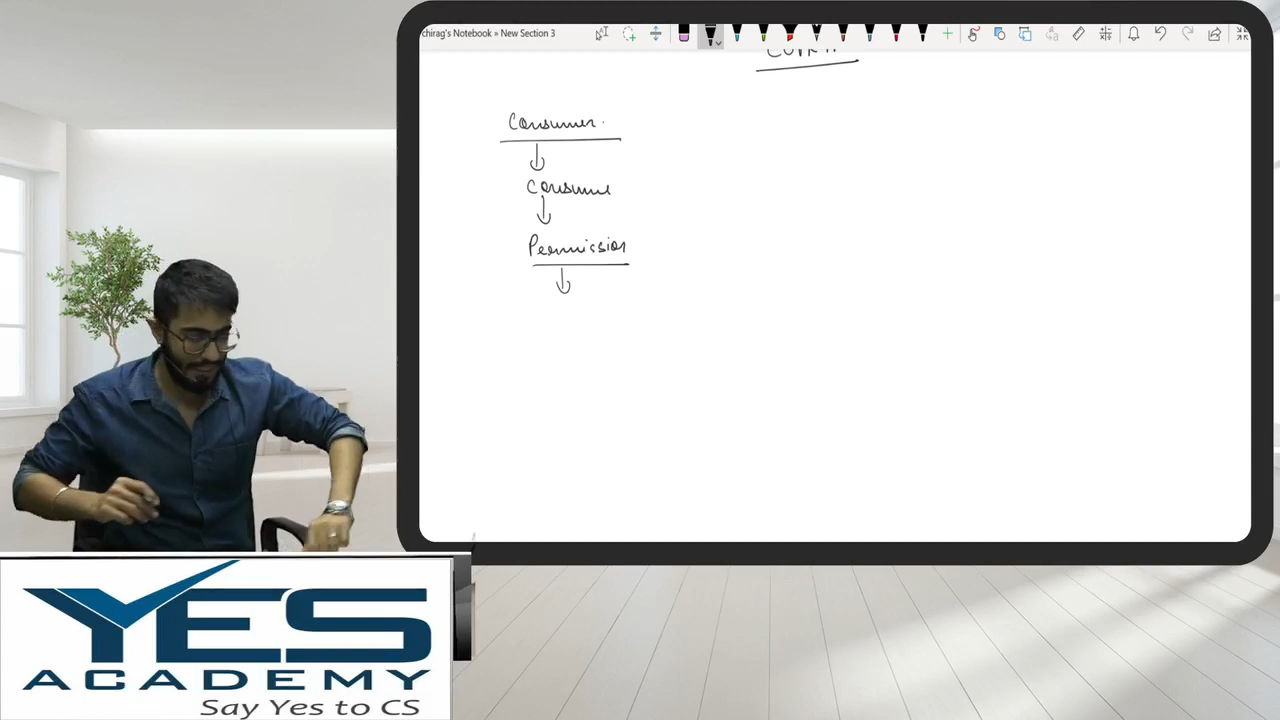 chirag's Notebook » New Section 3
Consumer.
Consume
Permission
YES
ACADEMY
Say Yes to CS